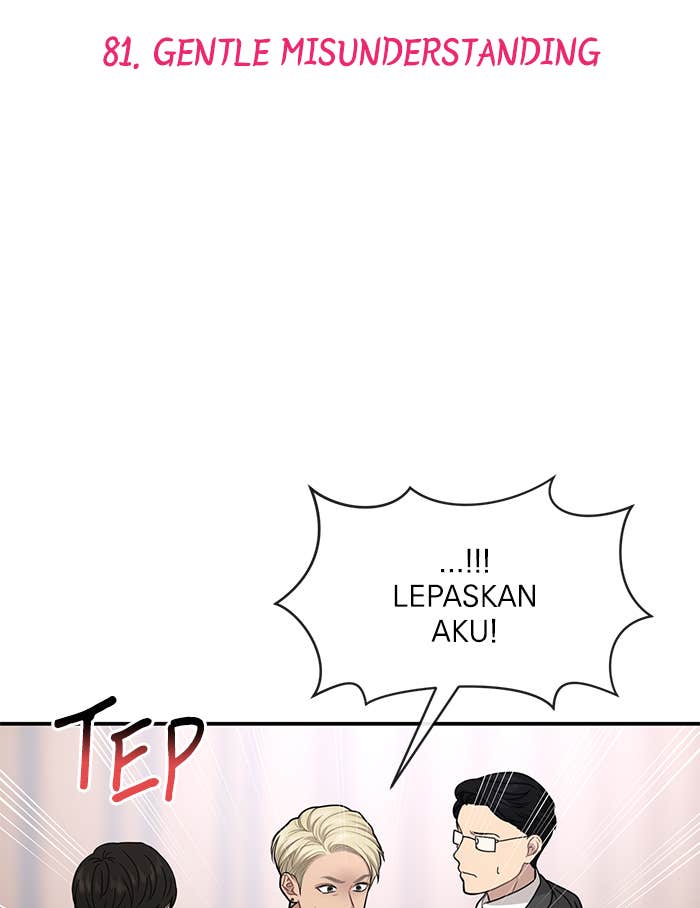 81. GENTLE MISUNDERSTANDING
...!!!
LEPASKAN
AKU!
TEP